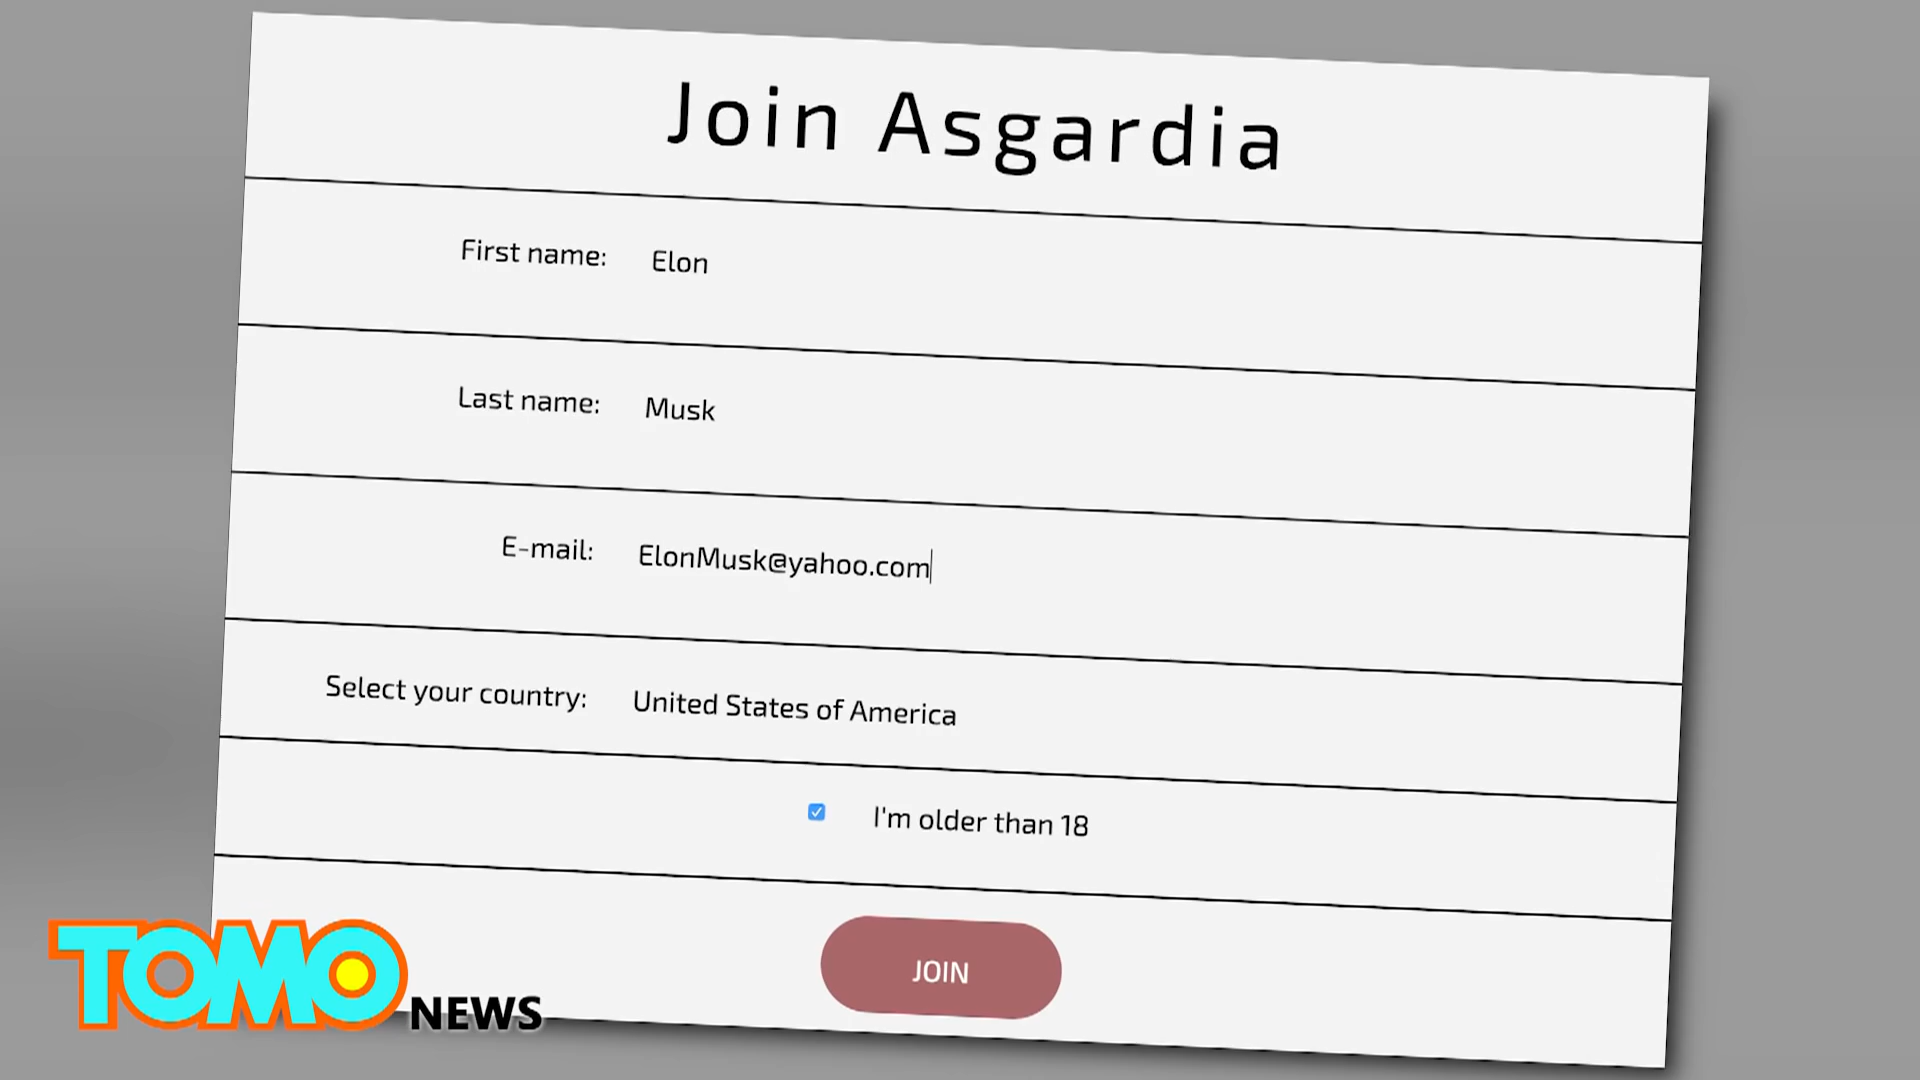 Join Asgardia
First name: Elon
Last name: Musk
E-mail: ElonMusk@yahoo.com
Select your country: United States of America
I'm older than 18
JOIN
TOMO NEWS